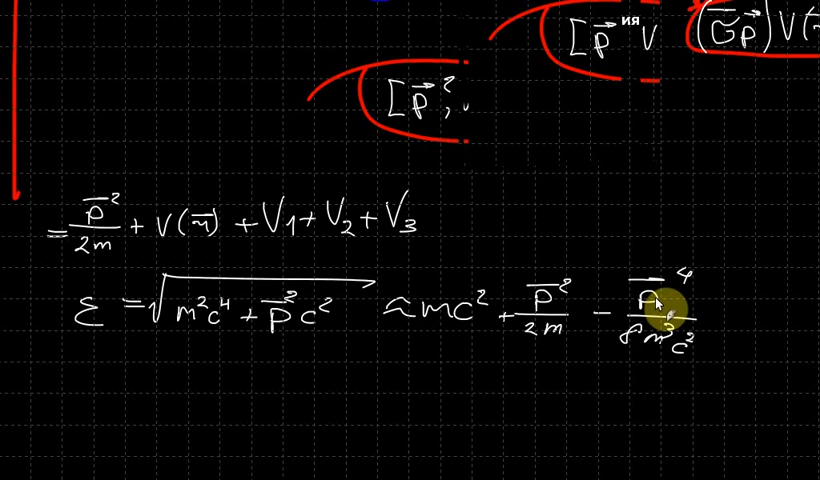 ия
[p⃗ V (σ̄p⃗)V(
[p⃗², 
= p̄²/2m + V(r̄) + V₁ + V₂ + V₃
ε = √(m²c⁴ + p̄²c²) ≈ mc² + p̄²/2m − p̄⁴/8m³c²